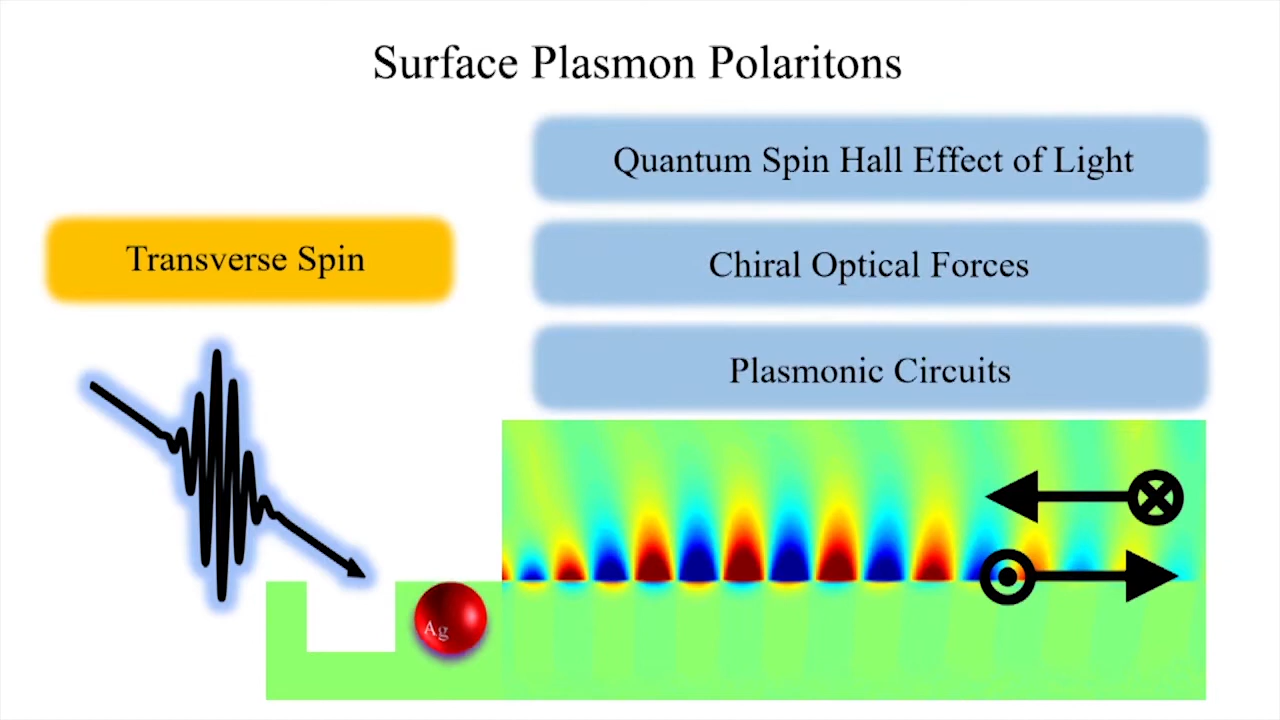 Surface Plasmon Polaritons
Quantum Spin Hall Effect of Light
Transverse Spin
Chiral Optical Forces
Plasmonic Circuits
Ag